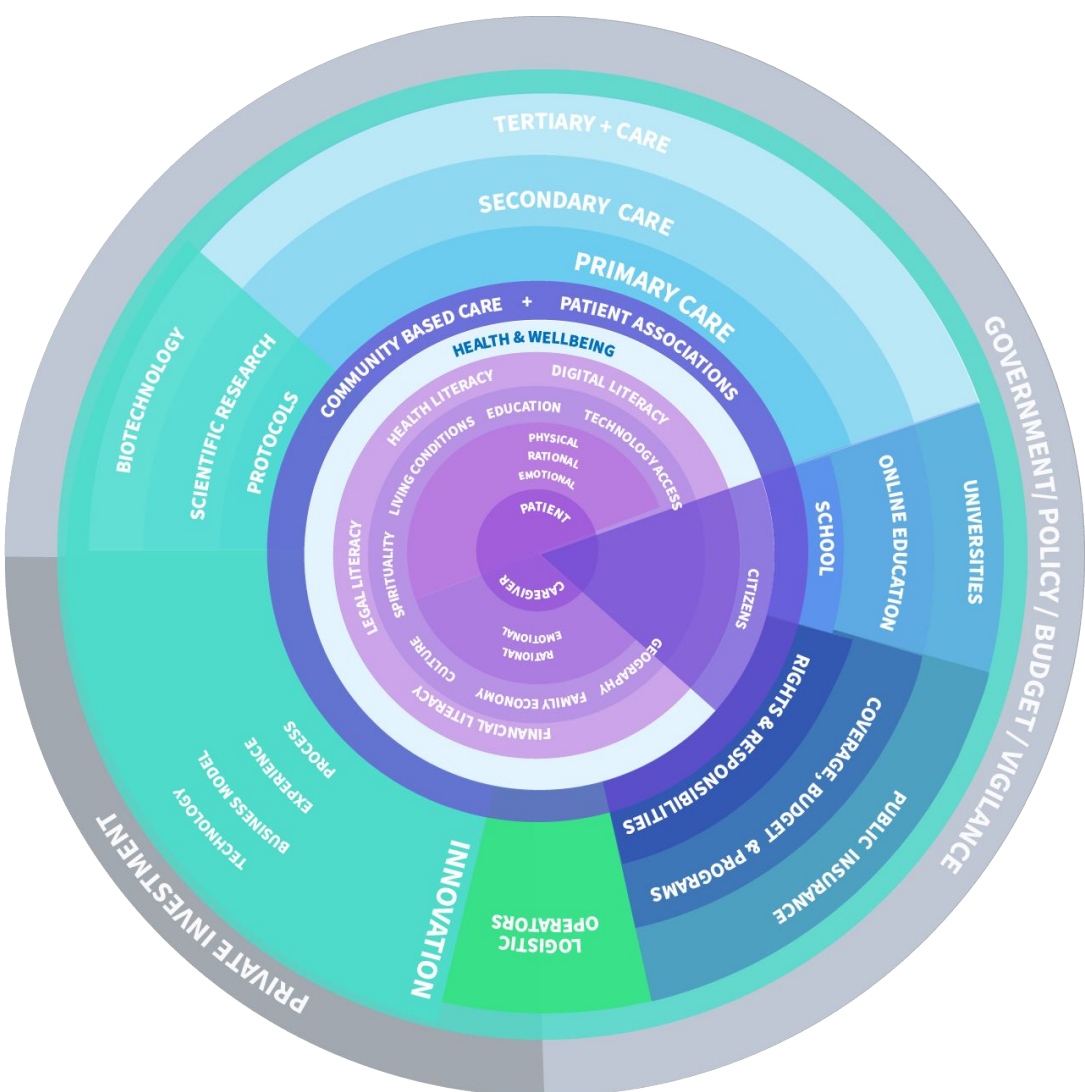 TERTIARY + CARE
SECONDARY CARE
PRIMARY CARE
COMMUNITY BASED CARE + PATIENT ASSOCIATIONS
HEALTH & WELLBEING
HEALTH LITERACY
DIGITAL LITERACY
LIVING CONDITIONS
EDUCATION
TECHNOLOGY ACCESS
PHYSICAL
RATIONAL
EMOTIONAL
PATIENT
CAREGIVER
EMOTIONAL
RATIONAL
LEGAL LITERACY
SPIRITUALITY
CULTURE
FAMILY ECONOMY
GEOGRAPHY
FINANCIAL LITERACY
CITIZENS
BIOTECHNOLOGY
SCIENTIFIC RESEARCH
PROTOCOLS
SCHOOL
ONLINE EDUCATION
UNIVERSITIES
RIGHTS & RESPONSIBILITIES
COVERAGE, BUDGET & PROGRAMS
PUBLIC INSURANCE
LOGISTIC
OPERATORS
INNOVATION
PROCESS
EXPERIENCE
BUSINESS MODEL
TECHNOLOGY
PRIVATE INVESTMENT
GOVERNMENT/ POLICY / BUDGET / VIGILANCE